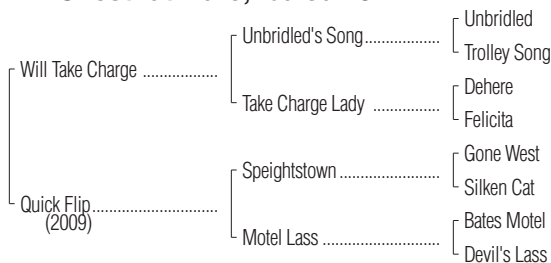 Unbridled
Unbridled's Song..................
Trolley Song
Will Take Charge ..................
Dehere
Take Charge Lady ................
Felicita
Gone West
Speightstown ........................
Silken Cat
Quick Flip..............................
(2009)
Bates Motel
Motel Lass .............................
Devil's Lass